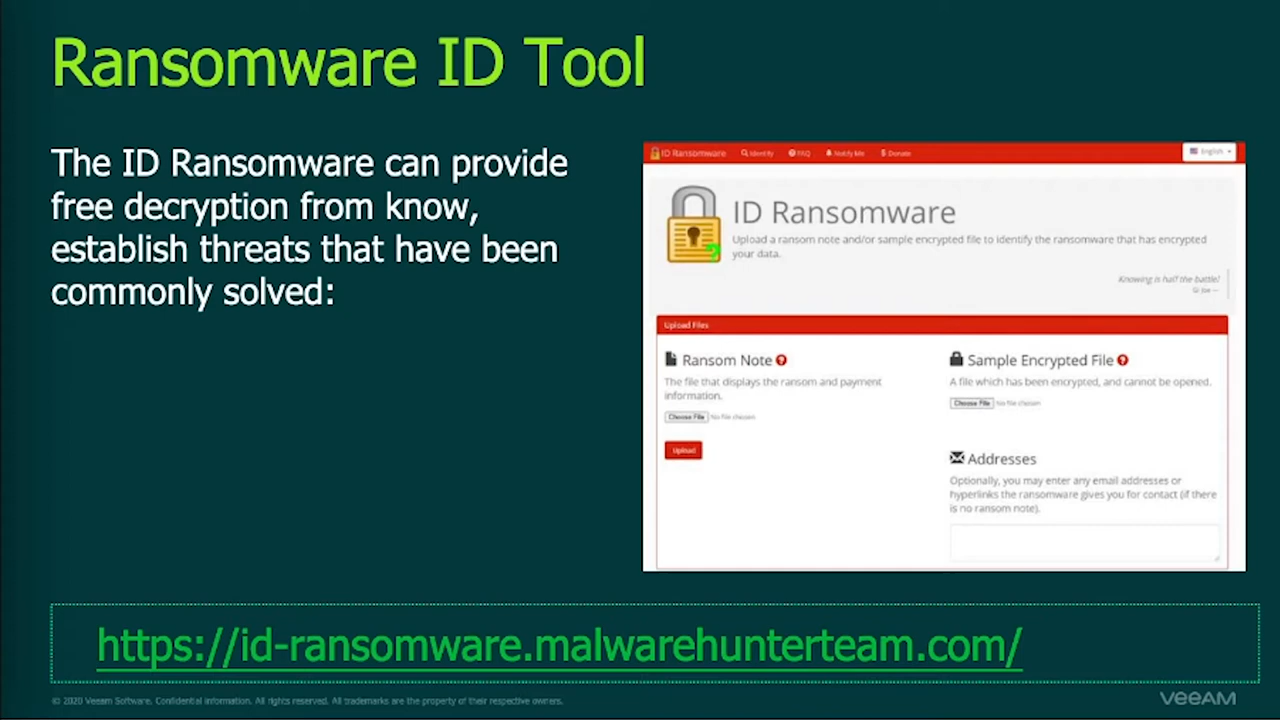 Ransomware ID Tool
The ID Ransomware can provide
free decryption from know,
establish threats that have been
commonly solved:
ID Ransomware Identify FAQ Notify Me Donate English
ID Ransomware
Upload a ransom note and/or sample encrypted file to identify the ransomware that has encrypted
your data.
Knowing is half the battle!
GI Joe —
Upload Files
Ransom Note
The file that displays the ransom and payment
information.
Choose File No file chosen
Upload
Sample Encrypted File
A file which has been encrypted, and cannot be opened.
Choose File No file chosen
Addresses
Optionally, you may enter any email addresses or
hyperlinks the ransomware gives you for contact (if there
is no ransom note).
https://id-ransomware.malwarehunterteam.com/
© 2020 Veeam Software. Confidential information. All rights reserved. All trademarks are the property of their respective owners.
VEEAM